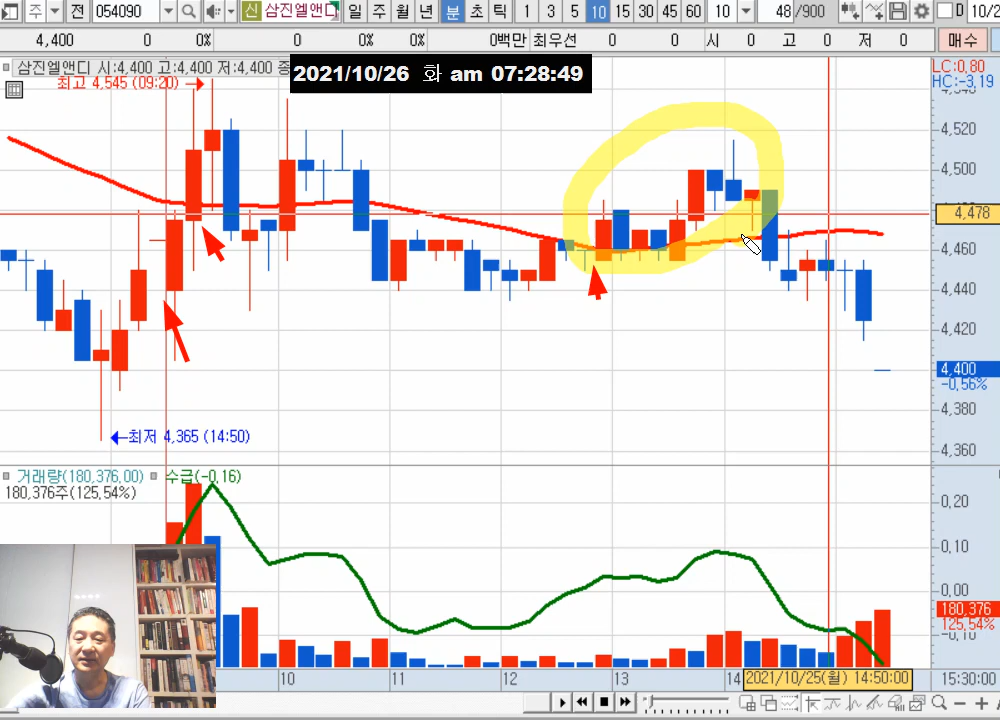 주 전 054090 신 삼진엘앤디 일 주 월 년 분 초 틱 1 3 5 10 15 30 45 60 10 48/900 D 10/2
4,400 0 0% 0 0% 0% 0백만 최우선 0 0 시 0 고 0 저 0 매수
삼진엘앤디 시:4,400 고:4,400 저:4,400 종
2021/10/26 화 am 07:28:49
LC:0,80
HC:-3,19
최고 4,545 (09:20)
4,540
4,520
4,500
4,478
4,460
4,440
4,420
4,400
-0,56%
4,380
4,360
최저 4,365 (14:50)
거래량(180,376,00) 수급(-0,16)
180,376주(125,54%)
0,20
0,10
0,00
180,376
125,54%
-0,10
10 11 12 13 14 2021/10/25(월) 14:50:00 15:30:00